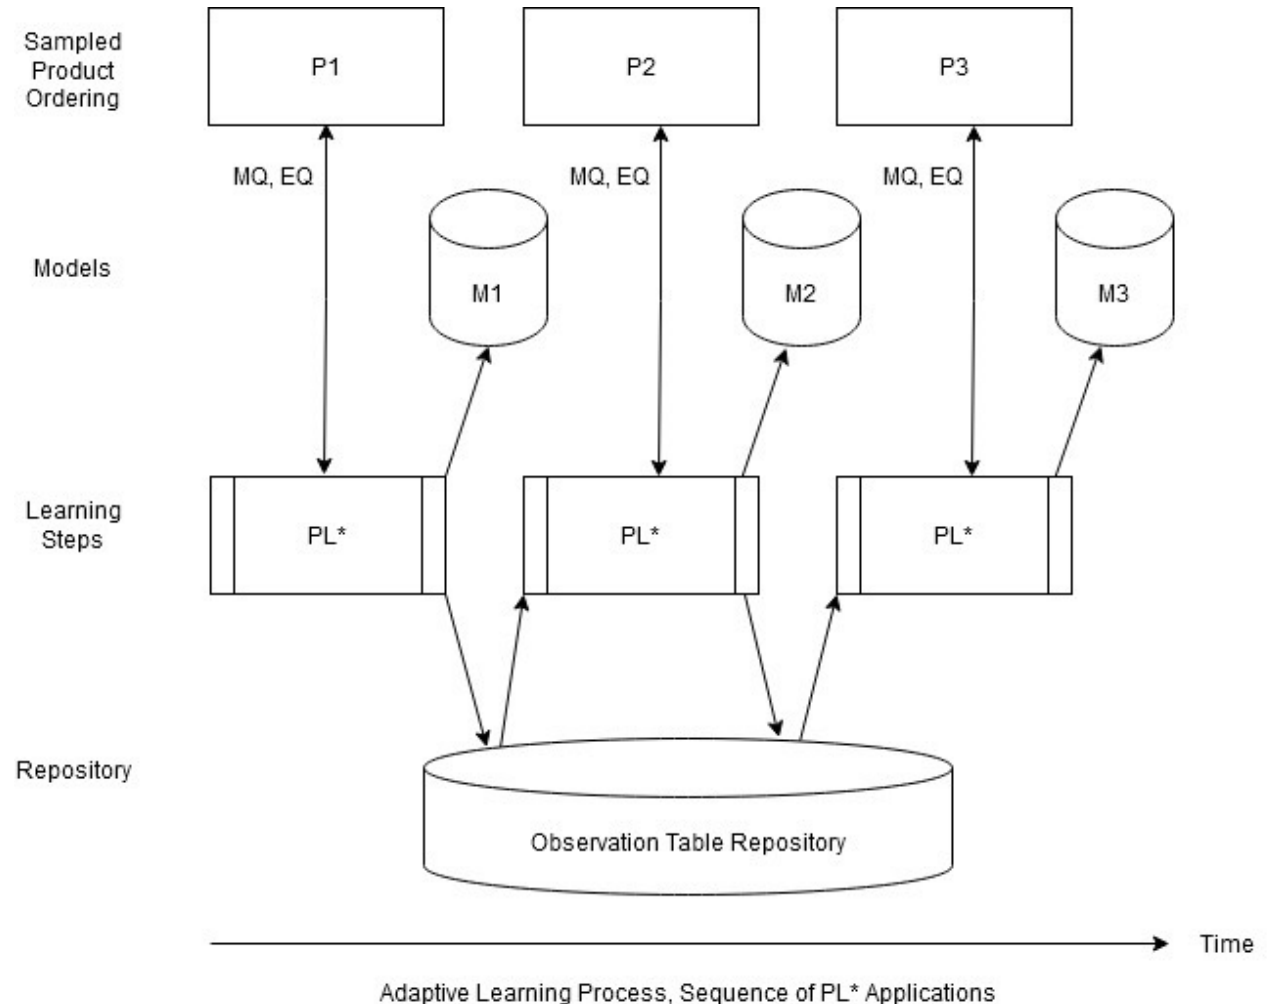 Sampled
Product
Ordering
P1
P2
P3
MQ, EQ
MQ, EQ
MQ, EQ
Models
M1
M2
M3
Learning
Steps
PL*
PL*
PL*
Repository
Observation Table Repository
Time
Adaptive Learning Process, Sequence of PL* Applications